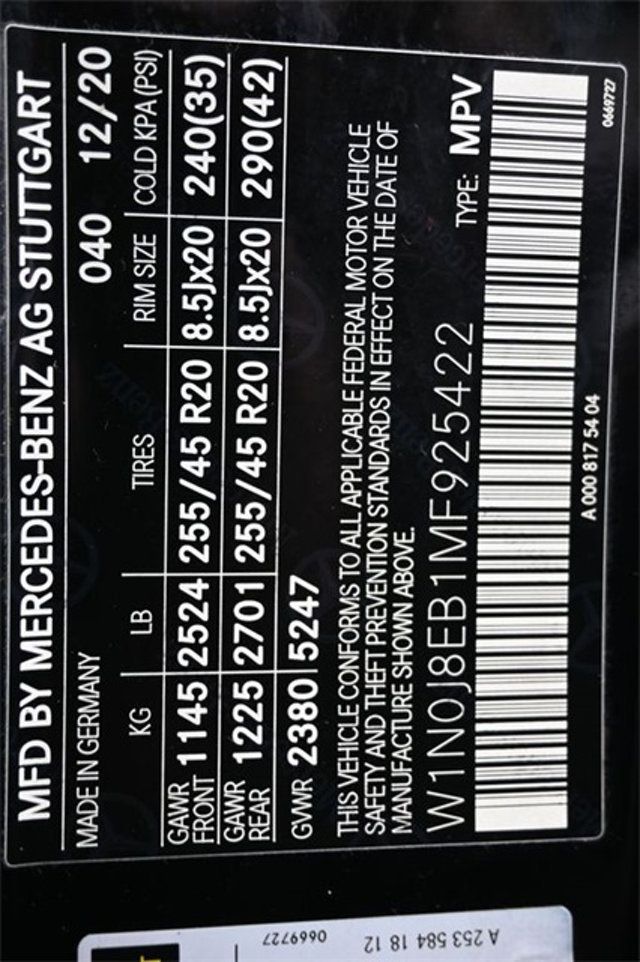 MFD BY MERCEDES-BENZ AG STUTTGART
MADE IN GERMANY 040 12/20
KG LB TIRES RIM SIZE COLD KPA(PSI)
GAWR FRONT 1145 2524 255/45 R20 8.5Jx20 240(35)
GAWR REAR 1225 2701 255/45 R20 8.5Jx20 290(42)
GVWR 2380 5247
THIS VEHICLE CONFORMS TO ALL APPLICABLE FEDERAL MOTOR VEHICLE
SAFETY AND THEFT PREVENTION STANDARDS IN EFFECT ON THE DATE OF
MANUFACTURE SHOWN ABOVE.
W1N0J8EB1MF925422 TYPE: MPV
A 000 817 54 04
0669727
0669727
A 253 584 18 12